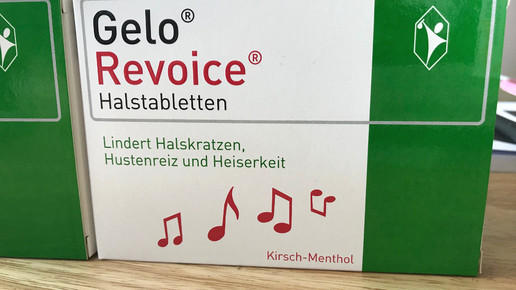 Gelo®
Revoice®
Halstabletten
Lindert Halskratzen,
Hustenreiz und Heiserkeit
Kirsch-Menthol